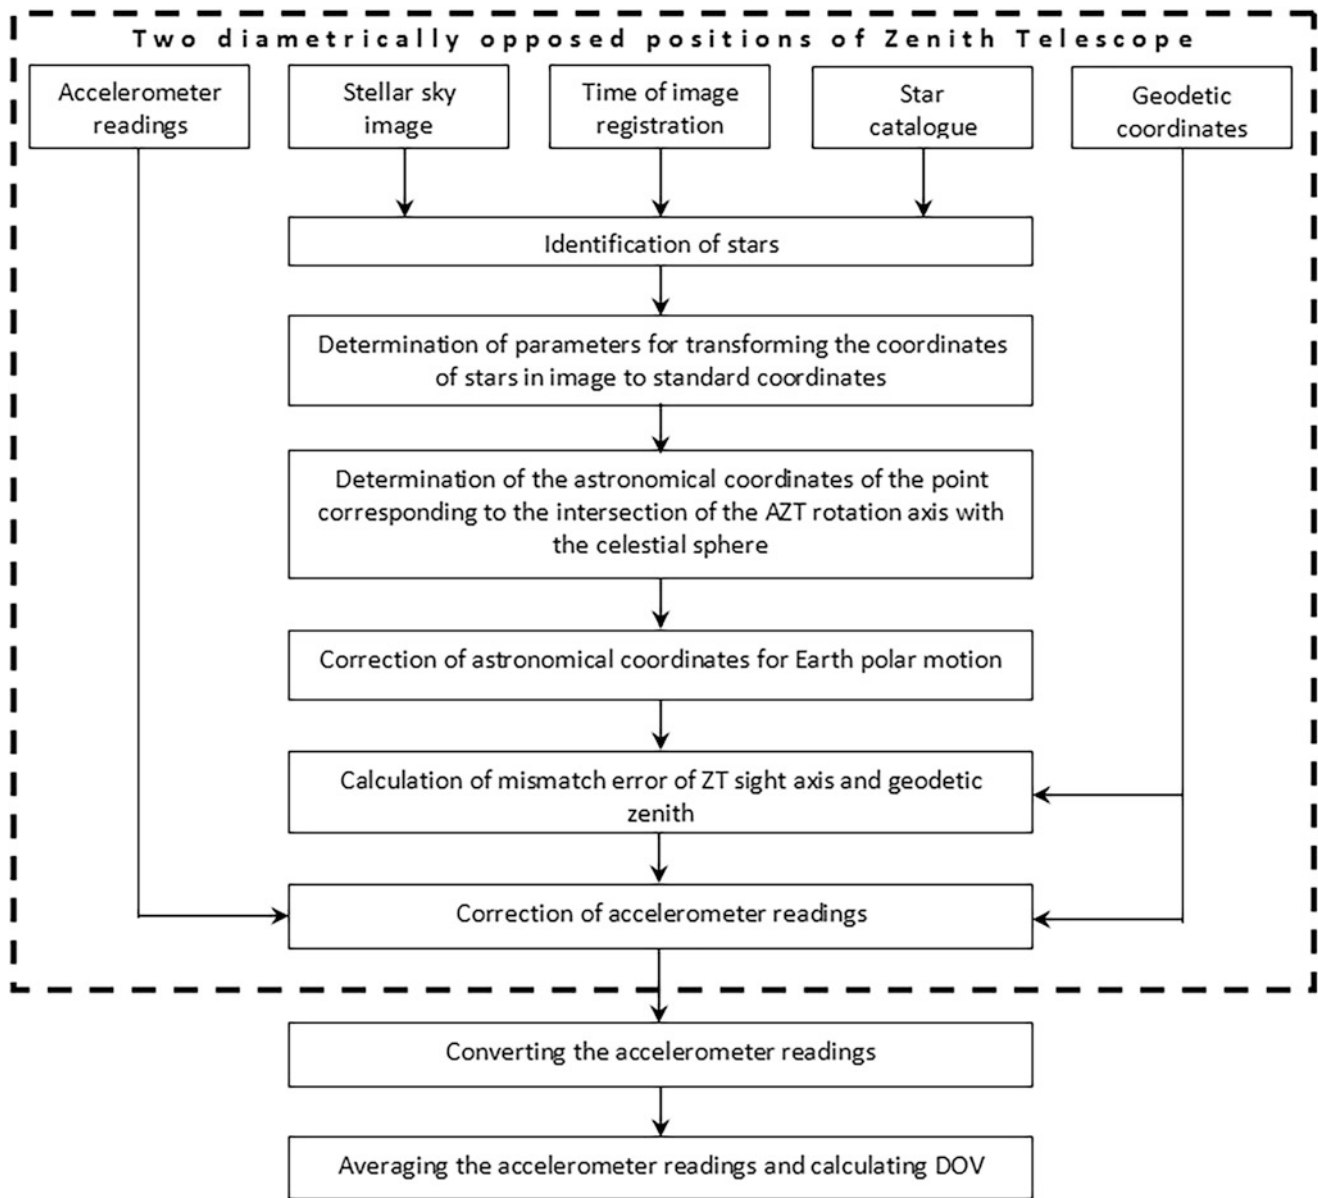 Two diametrically opposed positions of Zenith Telescope
Accelerometer
readings
Stellar sky
image
Time of image
registration
Star
catalogue
Geodetic
coordinates
Identification of stars
Determination of parameters for transforming the coordinates
of stars in image to standard coordinates
Determination of the astronomical coordinates of the point
corresponding to the intersection of the AZT rotation axis with
the celestial sphere
Correction of astronomical coordinates for Earth polar motion
Calculation of mismatch error of ZT sight axis and geodetic
zenith
Correction of accelerometer readings
Converting the accelerometer readings
Averaging the accelerometer readings and calculating DOV